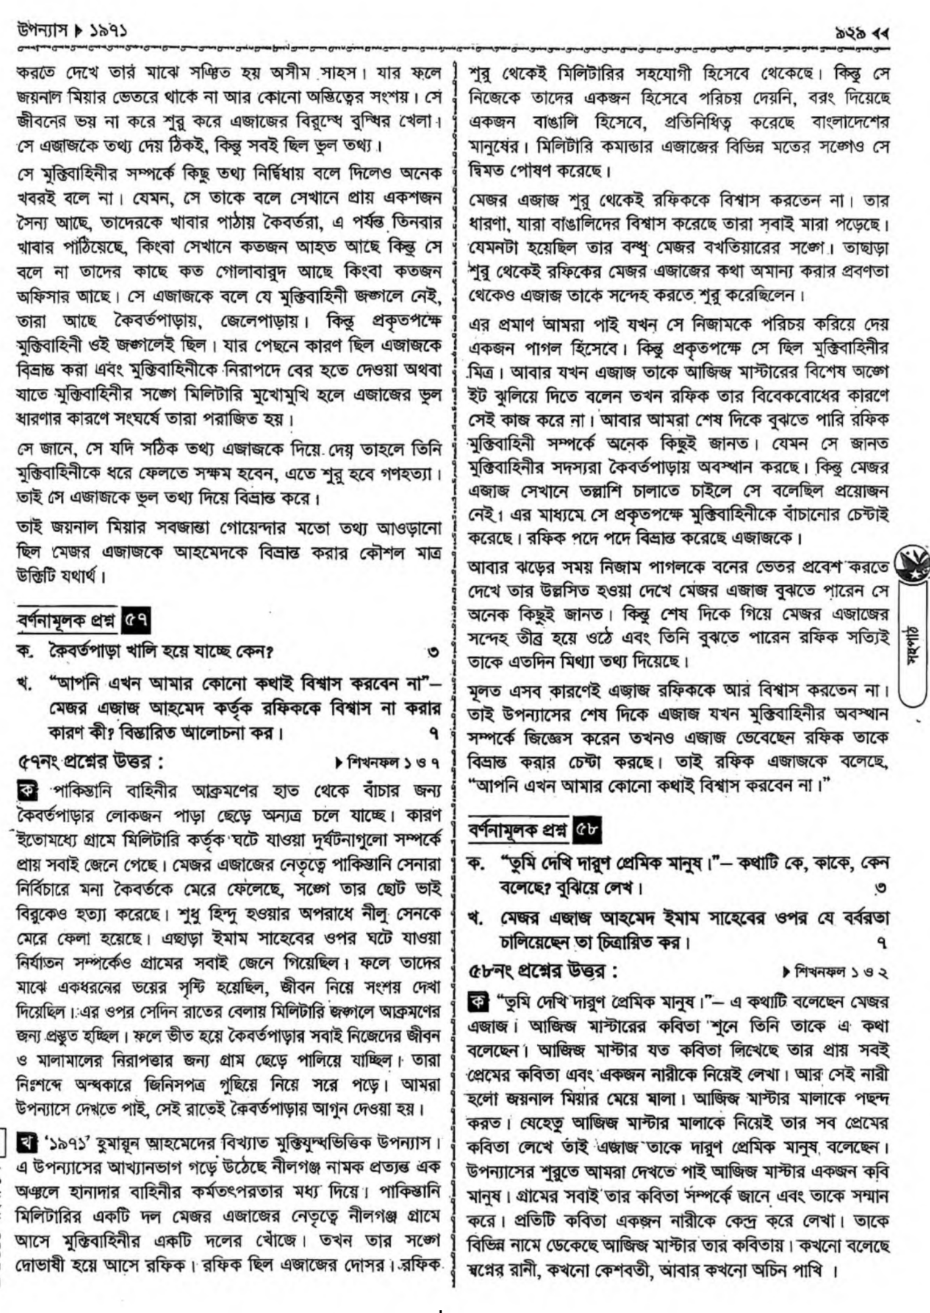 উপন্যাস ▶ ১৯৭১
৯২৯ ◀◀
করতে দেখে তার মাঝে সঞ্চিত হয় অসীম সাহস। যার ফলে
জয়নাল মিয়ার ভেতরে থাকে না আর কোনো অস্তিত্বের সংশয়। সে
জীবনের ভয় না করে শুরু করে এজাজের বিরুদ্ধে বুদ্ধির খেলা।
সে এজাজকে তথ্য দেয় ঠিকই, কিন্তু সবই ছিল ভুল তথ্য।
সে মুক্তিবাহিনীর সম্পর্কে কিছু তথ্য নির্দ্বিধায় বলে দিলেও অনেক
খবরই বলে না। যেমন, সে তাকে বলে সেখানে প্রায় একশজন
সৈন্য আছে, তাদেরকে খাবার পাঠায় কৈবর্তরা, এ পর্যন্ত তিনবার
খাবার পাঠিয়েছে, কিংবা সেখানে কতজন আহত আছে কিন্তু সে
বলে না তাদের কাছে কত গোলাবারুদ আছে কিংবা কতজন
অফিসার আছে। সে এজাজকে বলে যে মুক্তিবাহিনী জঙ্গলে নেই,
তারা আছে কৈবর্তপাড়ায়, জেলেপাড়ায়। কিন্তু প্রকৃতপক্ষে
মুক্তিবাহিনী ওই জঙ্গলেই ছিল। যার পেছনে কারণ ছিল এজাজকে
বিভ্রান্ত করা এবং মুক্তিবাহিনীকে নিরাপদে বের হতে দেওয়া অথবা
যাতে মুক্তিবাহিনীর সঙ্গে মিলিটারি মুখোমুখি হলে এজাজের ভুল
ধারণার কারণে সংঘর্ষে তারা পরাজিত হয়।
সে জানে, সে যদি সঠিক তথ্য এজাজকে দিয়ে দেয় তাহলে তিনি
মুক্তিবাহিনীকে ধরে ফেলতে সক্ষম হবেন, এতে শুরু হবে গণহত্যা।
তাই সে এজাজকে ভুল তথ্য দিয়ে বিভ্রান্ত করে।
তাই জয়নাল মিয়ার সবজান্তা গোয়েন্দার মতো তথ্য আওড়ানো
ছিল মেজর এজাজকে আহমেদকে বিভ্রান্ত করার কৌশল মাত্র
উক্তিটি যথার্থ।
বর্ণনামূলক প্রশ্ন ৫৭
ক. কৈবর্তপাড়া খালি হয়ে যাচ্ছে কেন? ৩
খ. “আপনি এখন আমার কোনো কথাই বিশ্বাস করবেন না”–
মেজর এজাজ আহমেদ কর্তৃক রফিককে বিশ্বাস না করার
কারণ কী? বিস্তারিত আলোচনা কর। ৭
৫৭নং প্রশ্নের উত্তর : ▶ শিখনফল ১ ও ৭
ক পাকিস্তানি বাহিনীর আক্রমণের হাত থেকে বাঁচার জন্য
কৈবর্তপাড়ার লোকজন পাড়া ছেড়ে অন্যত্র চলে যাচ্ছে। কারণ
ইতোমধ্যে গ্রামে মিলিটারি কর্তৃক ঘটে যাওয়া দুর্ঘটনাগুলো সম্পর্কে
প্রায় সবাই জেনে গেছে। মেজর এজাজের নেতৃত্বে পাকিস্তানি সেনারা
নির্বিচারে মনা কৈবর্তকে মেরে ফেলেছে, সঙ্গে তার ছোট ভাই
বিরুকেও হত্যা করেছে। শুধু হিন্দু হওয়ার অপরাধে নীলু সেনকে
মেরে ফেলা হয়েছে। এছাড়া ইমাম সাহেবের ওপর ঘটে যাওয়া
নির্যাতন সম্পর্কেও গ্রামের সবাই জেনে গিয়েছিল। ফলে তাদের
মাঝে একধরনের ভয়ের সৃষ্টি হয়েছিল, জীবন নিয়ে সংশয় দেখা
দিয়েছিল। এর ওপর সেদিন রাতের বেলায় মিলিটারি জঙ্গলে আক্রমণের
জন্য প্রস্তুত হচ্ছিল। ফলে ভীত হয়ে কৈবর্তপাড়ার সবাই নিজেদের জীবন
ও মালামালের নিরাপত্তার জন্য গ্রাম ছেড়ে পালিয়ে যাচ্ছিল। তারা
নিঃশব্দে অন্ধকারে জিনিসপত্র গুছিয়ে নিয়ে সরে পড়ে। আমরা
উপন্যাসে দেখতে পাই, সেই রাতেই কৈবর্তপাড়ার আগুন দেওয়া হয়।
খ ‘১৯৭১’ হুমায়ূন আহমেদের বিখ্যাত মুক্তিযুদ্ধভিত্তিক উপন্যাস।
এ উপন্যাসের আখ্যানভাগ গড়ে উঠেছে নীলগঞ্জ নামক প্রত্যন্ত এক
অঞ্চলে হানাদার বাহিনীর কর্মতৎপরতার মধ্য দিয়ে। পাকিস্তানি
মিলিটারির একটি দল মেজর এজাজের নেতৃত্বে নীলগঞ্জ গ্রামে
আসে মুক্তিবাহিনীর একটি দলের খোঁজে। তখন তার সঙ্গে
দোভাষী হয়ে আসে রফিক। রফিক ছিল এজাজের দোসর। রফিক
শুরু থেকেই মিলিটারির সহযোগী হিসেবে থেকেছে। কিন্তু সে
নিজেকে তাদের একজন হিসেবে পরিচয় দেয়নি, বরং দিয়েছে
একজন বাঙালি হিসেবে, প্রতিনিধিত্ব করেছে বাংলাদেশের
মানুষের। মিলিটারি কমান্ডার এজাজের বিভিন্ন মতের সঙ্গেও সে
দ্বিমত পোষণ করেছে।
মেজর এজাজ শুরু থেকেই রফিককে বিশ্বাস করতেন না। তার
ধারণা, যারা বাঙালিদের বিশ্বাস করেছে তারা সবাই মারা পড়েছে।
যেমনটা হয়েছিল তার বন্ধু মেজর বখতিয়ারের সঙ্গে। তাছাড়া
শুরু থেকেই রফিকের মেজর এজাজের কথা অমান্য করার প্রবণতা
থেকেও এজাজ তাকে সন্দেহ করতে শুরু করেছিলেন।
এর প্রমাণ আমরা পাই যখন সে নিজামকে পরিচয় করিয়ে দেয়
একজন পাগল হিসেবে। কিন্তু প্রকৃতপক্ষে সে ছিল মুক্তিবাহিনীর
মিত্র। আবার যখন এজাজ তাকে আজিজ মাস্টারের বিশেষ অঙ্গে
ইট ঝুলিয়ে দিতে বলেন তখন রফিক তার বিবেকবোধের কারণে
সেই কাজ করে না। আবার আমরা শেষ দিকে বুঝতে পারি রফিক
মুক্তিবাহিনী সম্পর্কে অনেক কিছুই জানত। যেমন সে জানত
মুক্তিবাহিনীর সদস্যরা কৈবর্তপাড়ায় অবস্থান করছে। কিন্তু মেজর
এজাজ সেখানে তল্লাশি চালাতে চাইলে সে বলেছিল প্রয়োজন
নেই। এর মাধ্যমে সে প্রকৃতপক্ষে মুক্তিবাহিনীকে বাঁচানোর চেষ্টাই
করেছে। রফিক পদে পদে বিভ্রান্ত করেছে এজাজকে।
আবার ঝড়ের সময় নিজাম পাগলকে বনের ভেতর প্রবেশ করতে
দেখে তার উল্লসিত হওয়া দেখে মেজর এজাজ বুঝতে পারেন সে
অনেক কিছুই জানত। কিন্তু শেষ দিকে গিয়ে মেজর এজাজের
সন্দেহ তীব্র হয়ে ওঠে এবং তিনি বুঝতে পারেন রফিক সত্যিই
তাকে এতদিন মিথ্যা তথ্য দিয়েছে।
মূলত এসব কারণেই এজাজ রফিককে আর বিশ্বাস করতেন না।
তাই উপন্যাসের শেষ দিকে এজাজ যখন মুক্তিবাহিনীর অবস্থান
সম্পর্কে জিজ্ঞেস করেন তখনও এজাজ ভেবেছেন রফিক তাকে
বিভ্রান্ত করার চেষ্টা করছে। তাই রফিক এজাজকে বলেছে,
“আপনি এখন আমার কোনো কথাই বিশ্বাস করবেন না।”
বর্ণনামূলক প্রশ্ন ৫৮
ক. “তুমি দেখি দারুণ প্রেমিক মানুষ।”– কথাটি কে, কাকে, কেন
বলেছে? বুঝিয়ে লেখ। ৩
খ. মেজর এজাজ আহমেদ ইমাম সাহেবের ওপর যে বর্বরতা
চালিয়েছেন তা চিত্রায়িত কর। ৭
৫৮নং প্রশ্নের উত্তর : ▶ শিখনফল ১ ও ২
ক “তুমি দেখি দারুণ প্রেমিক মানুষ।”– এ কথাটি বলেছেন মেজর
এজাজ। আজিজ মাস্টারের কবিতা শুনে তিনি তাকে এ কথা
বলেছেন। আজিজ মাস্টার যত কবিতা লিখেছে তার প্রায় সবই
প্রেমের কবিতা এবং একজন নারীকে নিয়েই লেখা। আর সেই নারী
হলো জয়নাল মিয়ার মেয়ে মালা। আজিজ মাস্টার মালাকে পছন্দ
করত। যেহেতু আজিজ মাস্টার মালাকে নিয়েই তার সব প্রেমের
কবিতা লেখে তাই এজাজ তাকে দারুণ প্রেমিক মানুষ বলেছেন।
উপন্যাসের শুরুতে আমরা দেখতে পাই আজিজ মাস্টার একজন কবি
মানুষ। গ্রামের সবাই তার কবিতা সম্পর্কে জানে এবং তাকে সম্মান
করে। প্রতিটি কবিতা একজন নারীকে কেন্দ্র করে লেখা। তাকে
বিভিন্ন নামে ডেকেছে আজিজ মাস্টার তার কবিতায়। কখনো বলেছে
স্বপ্নের রানী, কখনো কেশবতী, আবার কখনো অচিন পাখি ।
সহপাঠ